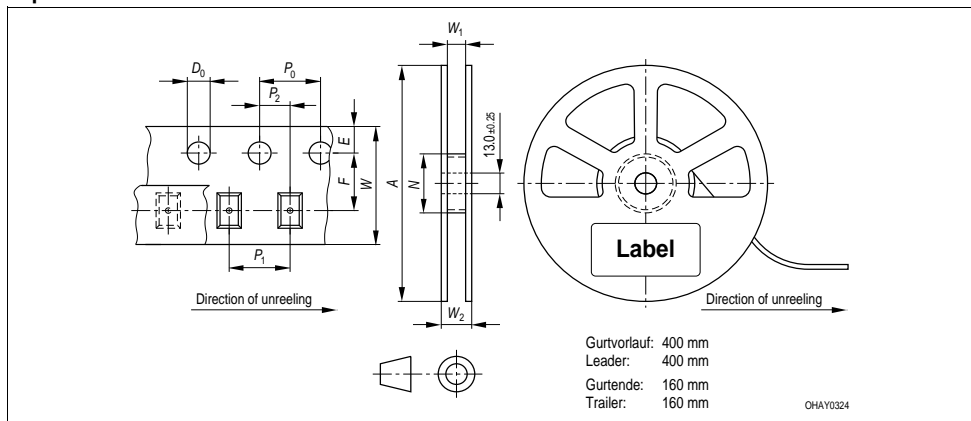 W1
D0
P0
P2
E
13.0 ±0.25
F
W
A
N
Label
P1
Direction of unreeling
W2
Direction of unreeling
Gurtvorlauf: 400 mm
Leader: 400 mm
Gurtende: 160 mm
Trailer: 160 mm
OHAY0324